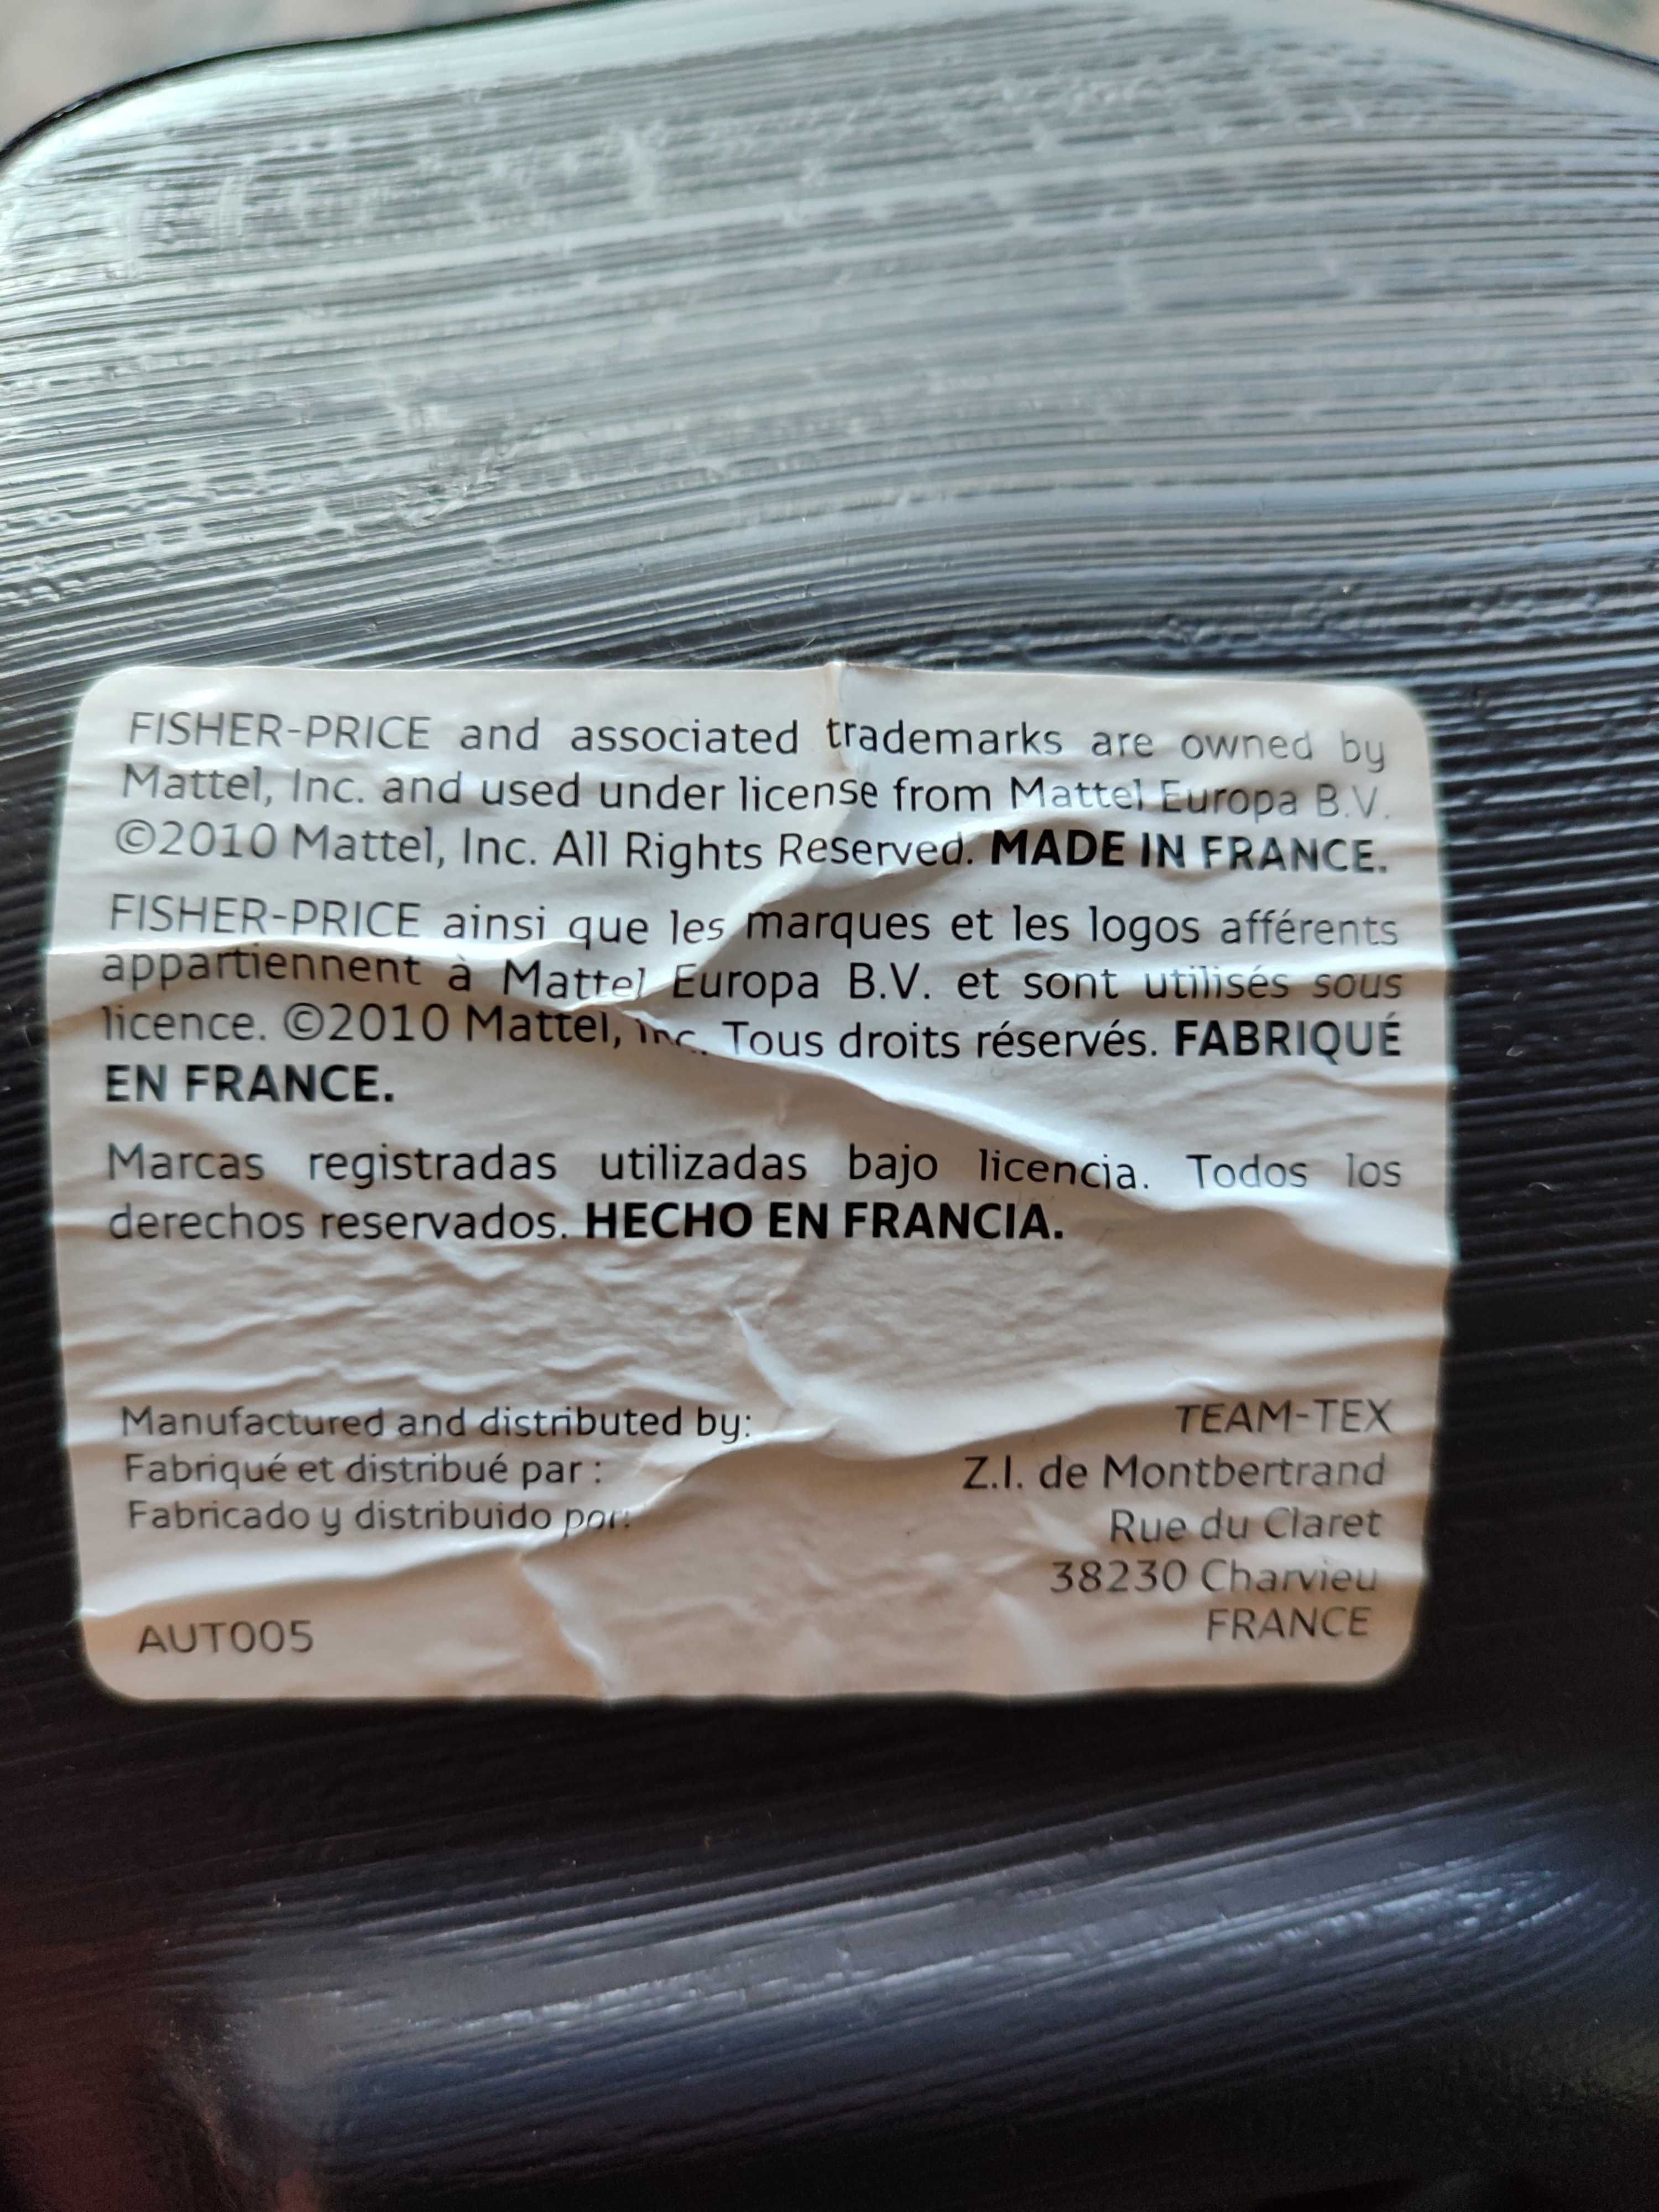 FISHER-PRICE and associated trademarks are owned by
Mattel, Inc. and used under license from Mattel Europa B.V.
©2010 Mattel, Inc. All Rights Reserved. MADE IN FRANCE.
FISHER-PRICE ainsi que les marques et les logos afférents
appartiennent à Mattel Europa B.V. et sont utilisés sous
licence. ©2010 Mattel, Inc. Tous droits réservés. FABRIQUÉ
EN FRANCE.
Marcas registradas utilizadas bajo licencia. Todos los
derechos reservados. HECHO EN FRANCIA.
Manufactured and distributed by:
Fabriqué et distribué par :
Fabricado y distribuido por:
TEAM-TEX
Z.I. de Montbertrand
Rue du Claret
38230 Charvieu
FRANCE
AUT005